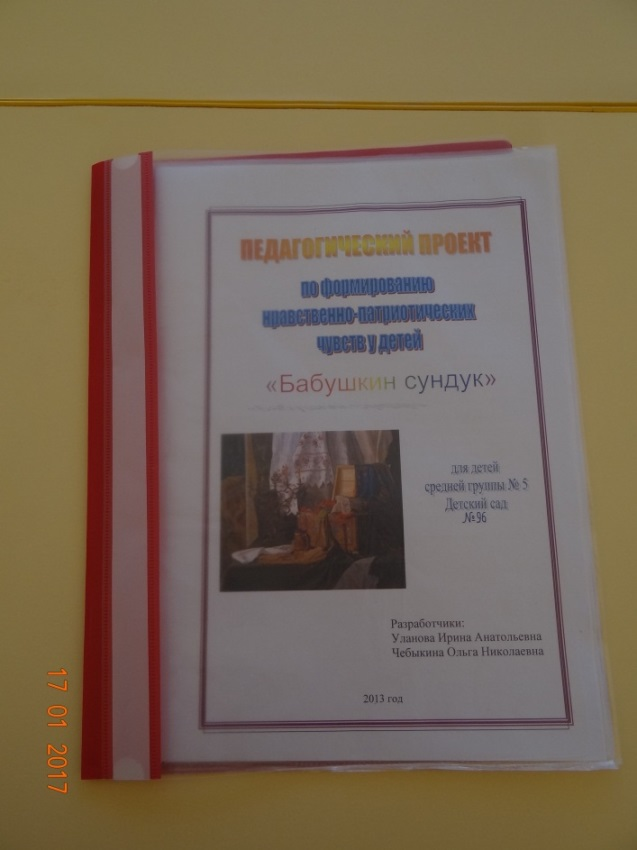 ПЕДАГОГИЧЕСКИЙ ПРОЕКТ
по формированию
нравственно-патриотических
чувств у детей
«Бабушкин сундук»
для детей
средней группы № 5
Детский сад
№96
Разработчики:
Уланова Ирина Анатольевна
Чебыкина Ольга Николаевна
2013 год
17 01 2017